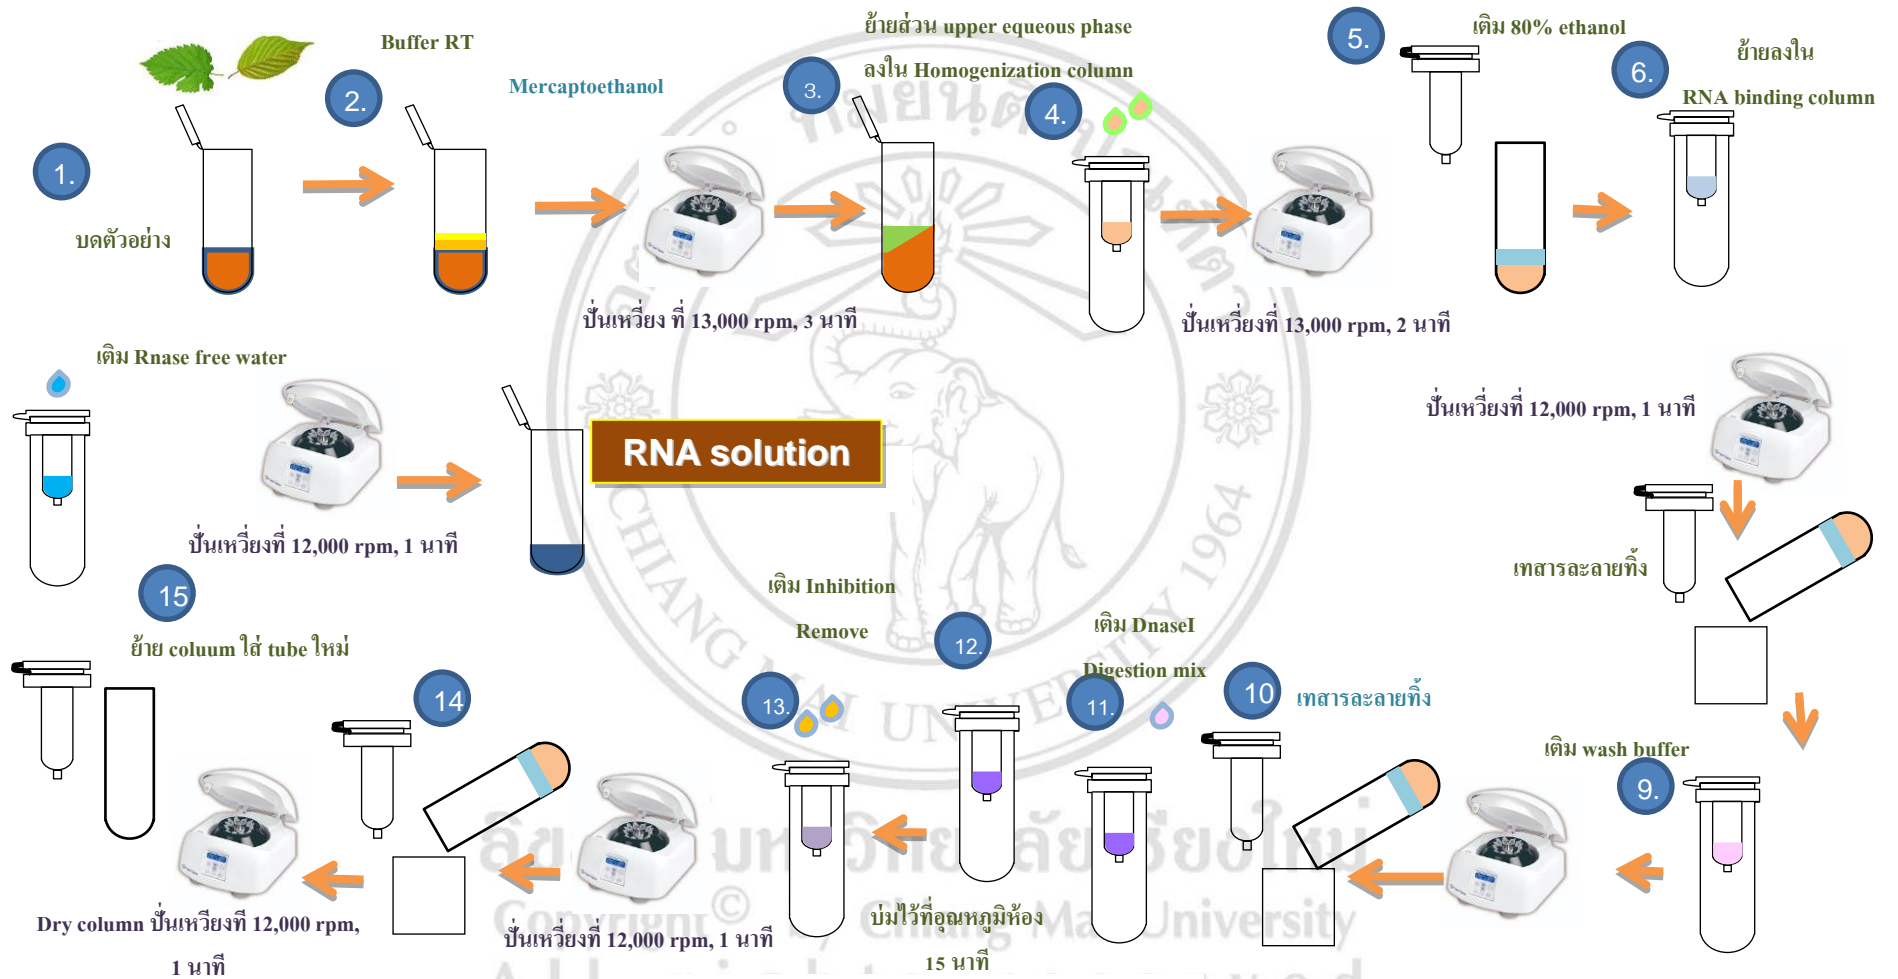 1.
บดตัวอย่าง
2.
Buffer RT
Mercaptoethanol
ปั่นเหวี่ยง ที่ 13,000 rpm, 3 นาที
3.
ย้ายส่วน upper equeous phase
ลงใน Homogenization column
4.
ปั่นเหวี่ยงที่ 13,000 rpm, 2 นาที
5.
เติม 80% ethanol
6.
ย้ายลงใน
RNA binding column
ปั่นเหวี่ยงที่ 12,000 rpm, 1 นาที
เทสารละลายทิ้ง
เติม wash buffer
9.
10
เทสารละลายทิ้ง
เติม DnaseI
Digestion mix
11.
12.
บ่มไว้ที่อุณหภูมิห้อง
15 นาที
เติม Inhibition
Remove
13.
ปั่นเหวี่ยงที่ 12,000 rpm, 1 นาที
14
Dry column ปั่นเหวี่ยงที่ 12,000 rpm,
1 นาที
15
ย้าย coluum ใส่ tube ใหม่
เติม Rnase free water
ปั่นเหวี่ยงที่ 12,000 rpm, 1 นาที
RNA solution
CHIANG MAI UNIVERSITY 1964
Copyright © by Chiang Mai University